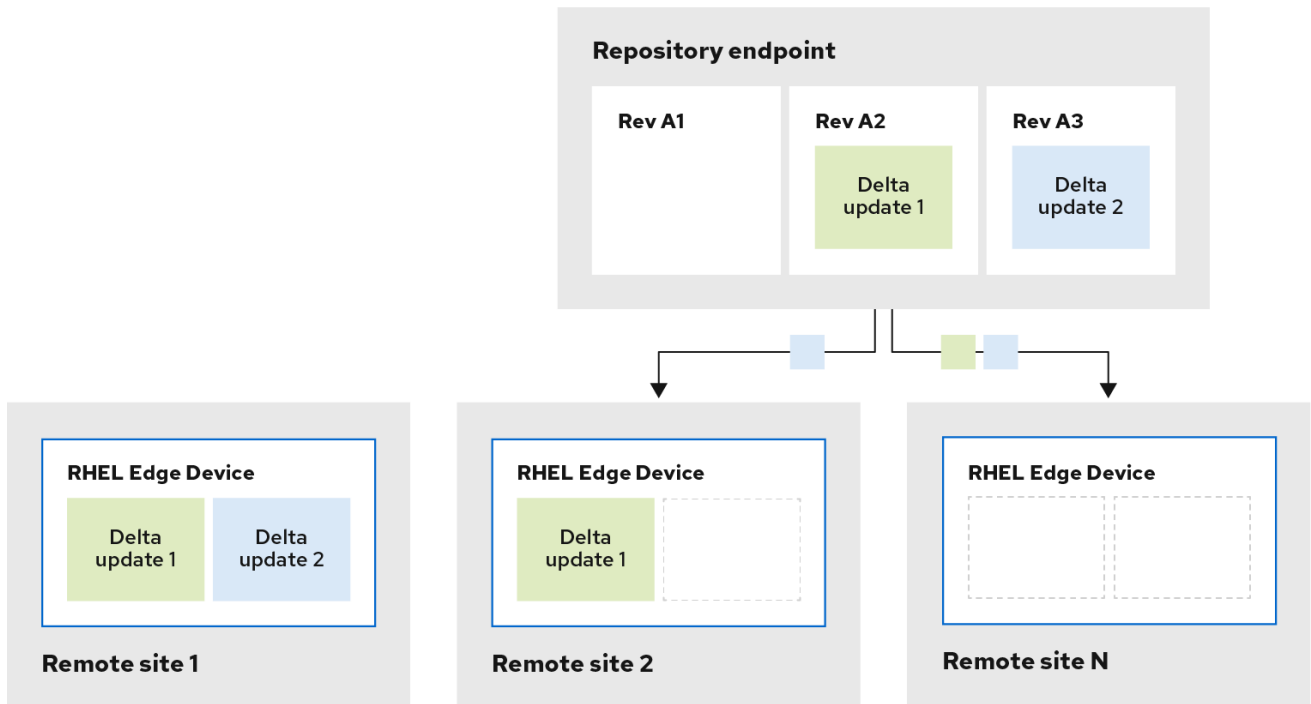 Repository endpoint
Rev A1
Rev A2
Rev A3
Delta
update 1
Delta
update 2
RHEL Edge Device
Delta
update 1
Delta
update 2
Remote site 1
RHEL Edge Device
Delta
update 1
Remote site 2
RHEL Edge Device
Remote site N